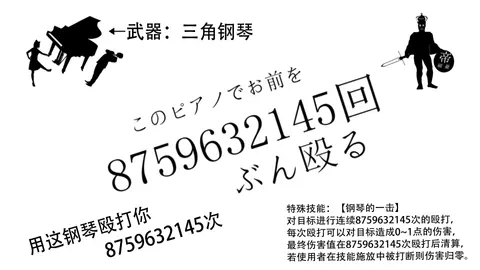 ←武器：三角钢琴
帝
このピアノでお前を
8759632145回
ぶん殴る
用这钢琴殴打你
8759632145次
特殊技能：【钢琴的一击】
对目标进行连续8759632145次的殴打，
每次殴打可以对目标造成0~1点的伤害，
最终伤害值在8759632145次殴打后清算，
若使用者在技能施放中被打断则伤害归零。